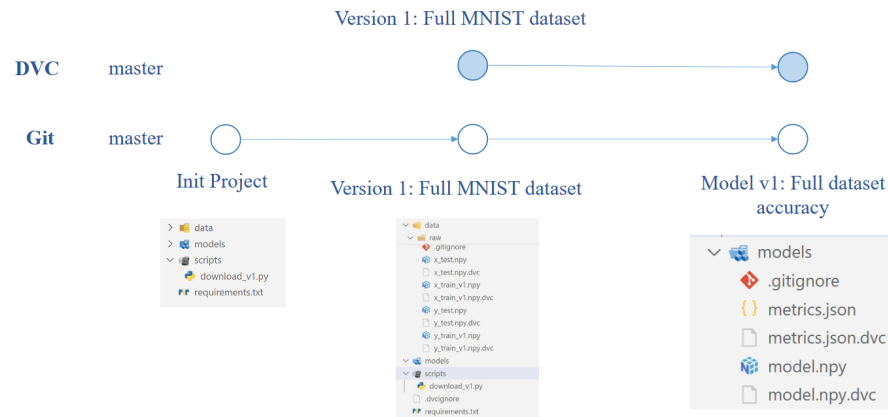 Version 1: Full MNIST dataset
DVC master
Git master
Init Project
Version 1: Full MNIST dataset
Model v1: Full dataset
accuracy
data
models
scripts
download_v1.py
requirements.txt
data
raw
.gitignore
x_test.npy
x_test.npy.dvc
x_train_v1.npy
x_train_v1.npy.dvc
y_test.npy
y_test.npy.dvc
y_train_v1.npy
y_train_v1.npy.dvc
models
scripts
download_v1.py
.dvcignore
requirements.txt
models
.gitignore
metrics.json
metrics.json.dvc
model.npy
model.npy.dvc